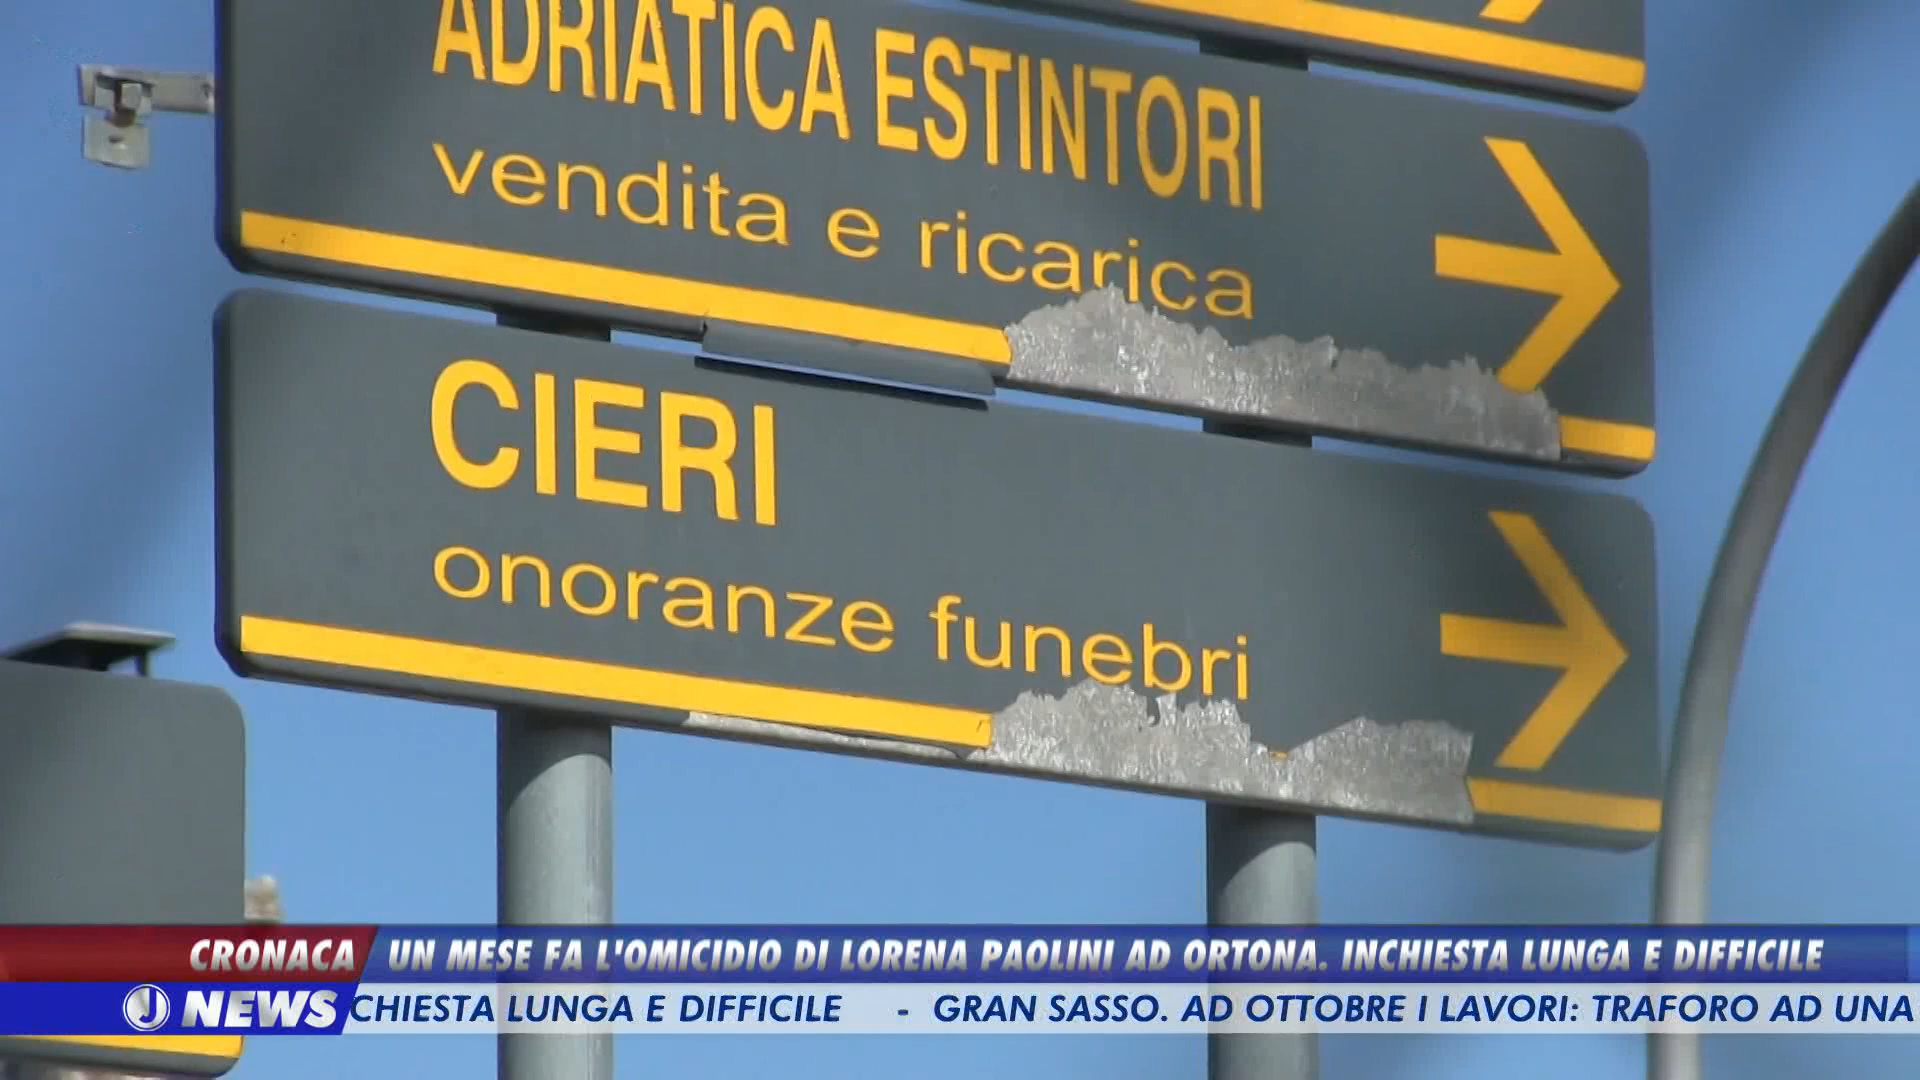 ADRIATICA ESTINTORI
vendita e ricarica
CIERI
onoranze funebri
CRONACA UN MESE FA L'OMICIDIO DI LORENA PAOLINI AD ORTONA. INCHIESTA LUNGA E DIFFICILE
J NEWS CHIESTA LUNGA E DIFFICILE - GRAN SASSO. AD OTTOBRE I LAVORI: TRAFORO AD UNA